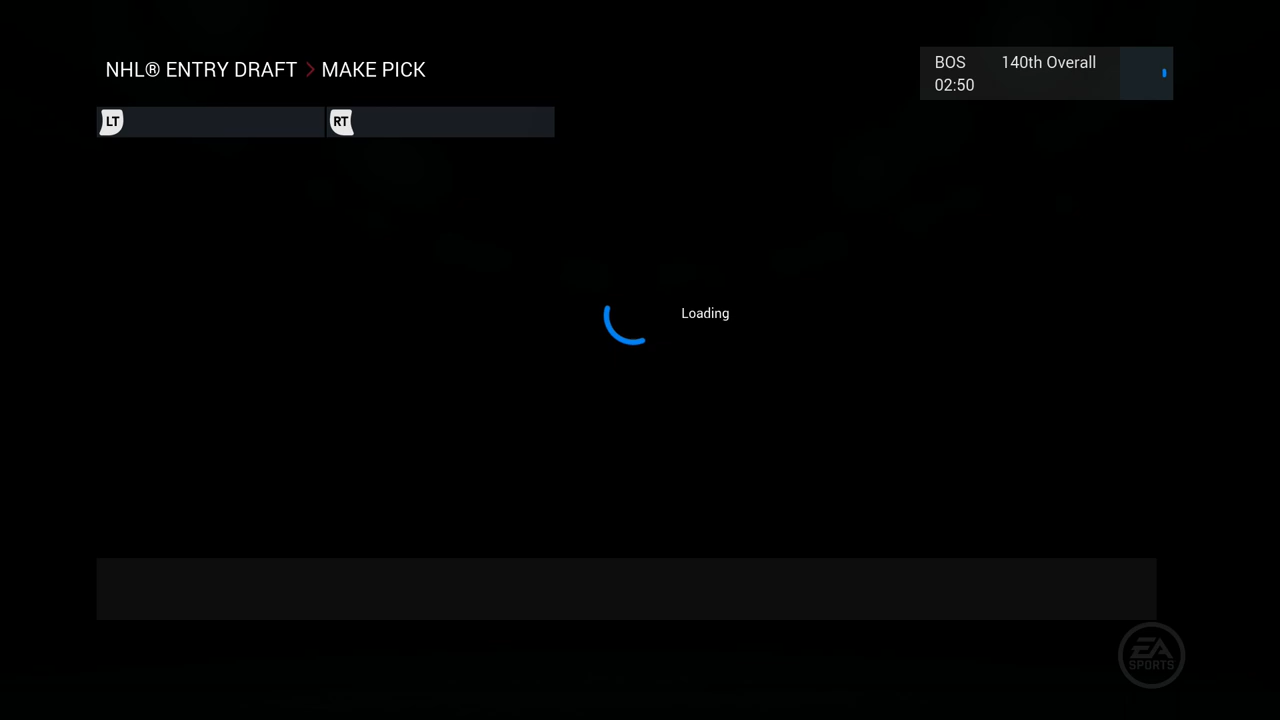 NHL® ENTRY DRAFT > MAKE PICK
BOS 140th Overall
02:50
LT RT
Loading
EA
SPORTS